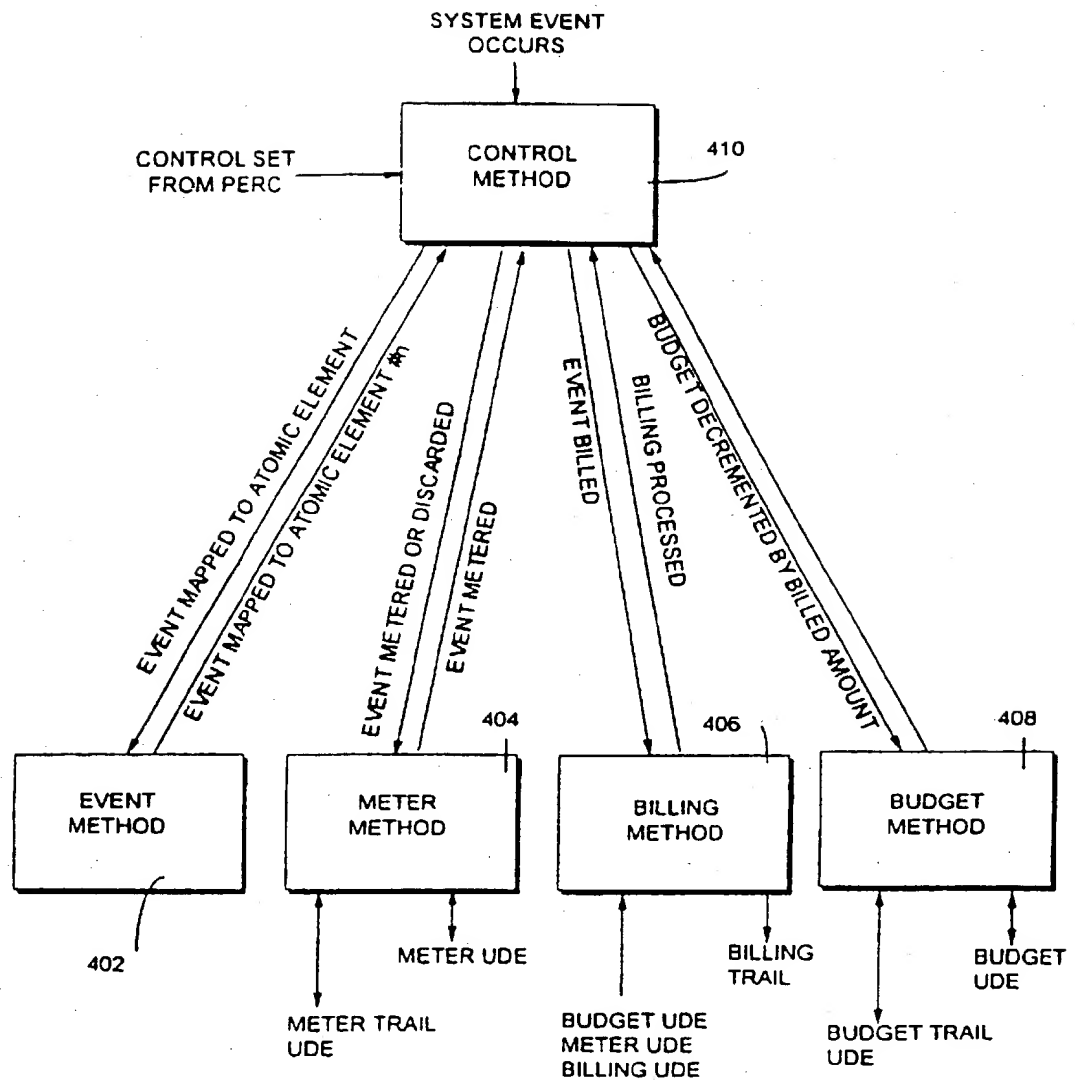 SYSTEM EVENT
OCCURS
CONTROL SET
FROM PERC
CONTROL
METHOD
410
EVENT MAPPED TO ATOMIC ELEMENT
EVENT MAPPED TO ATOMIC ELEMENT #n
EVENT METERED OR DISCARDED
EVENT METERED
EVENT BILLED
BILLING PROCESSED
BUDGET DECREMENTED BY BILLED AMOUNT
404
406
408
EVENT
METHOD
METER
METHOD
BILLING
METHOD
BUDGET
METHOD
402
METER UDE
METER TRAIL
UDE
BILLING
TRAIL
BUDGET UDE
METER UDE
BILLING UDE
BUDGET
UDE
BUDGET TRAIL
UDE